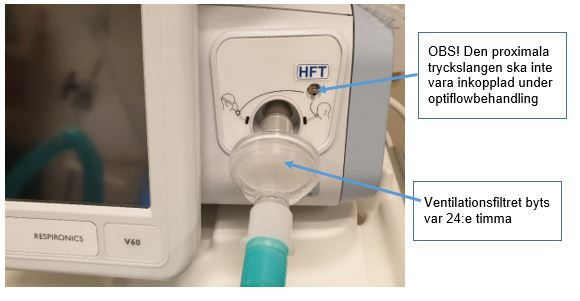 HFT
OBS! Den proximala
tryckslangen ska inte
vara inkopplad under
optiflowbehandling
Ventilationsfiltret byts
var 24:e timma
RESPIRONICS
V60